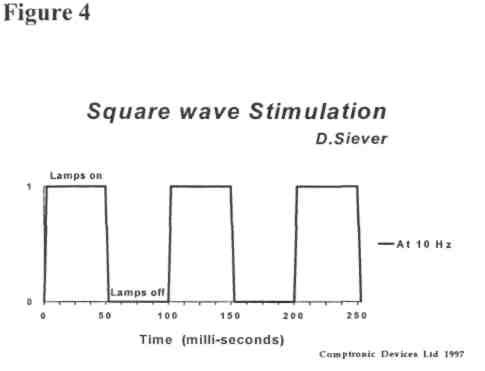 Figure 4
Square wave Stimulation
D.Siever
Lamps on
1
At 10 Hz
Lamps off
0
0 50 100 150 200 250
Time (milli-seconds)
Comptronic Devices Ltd 1997